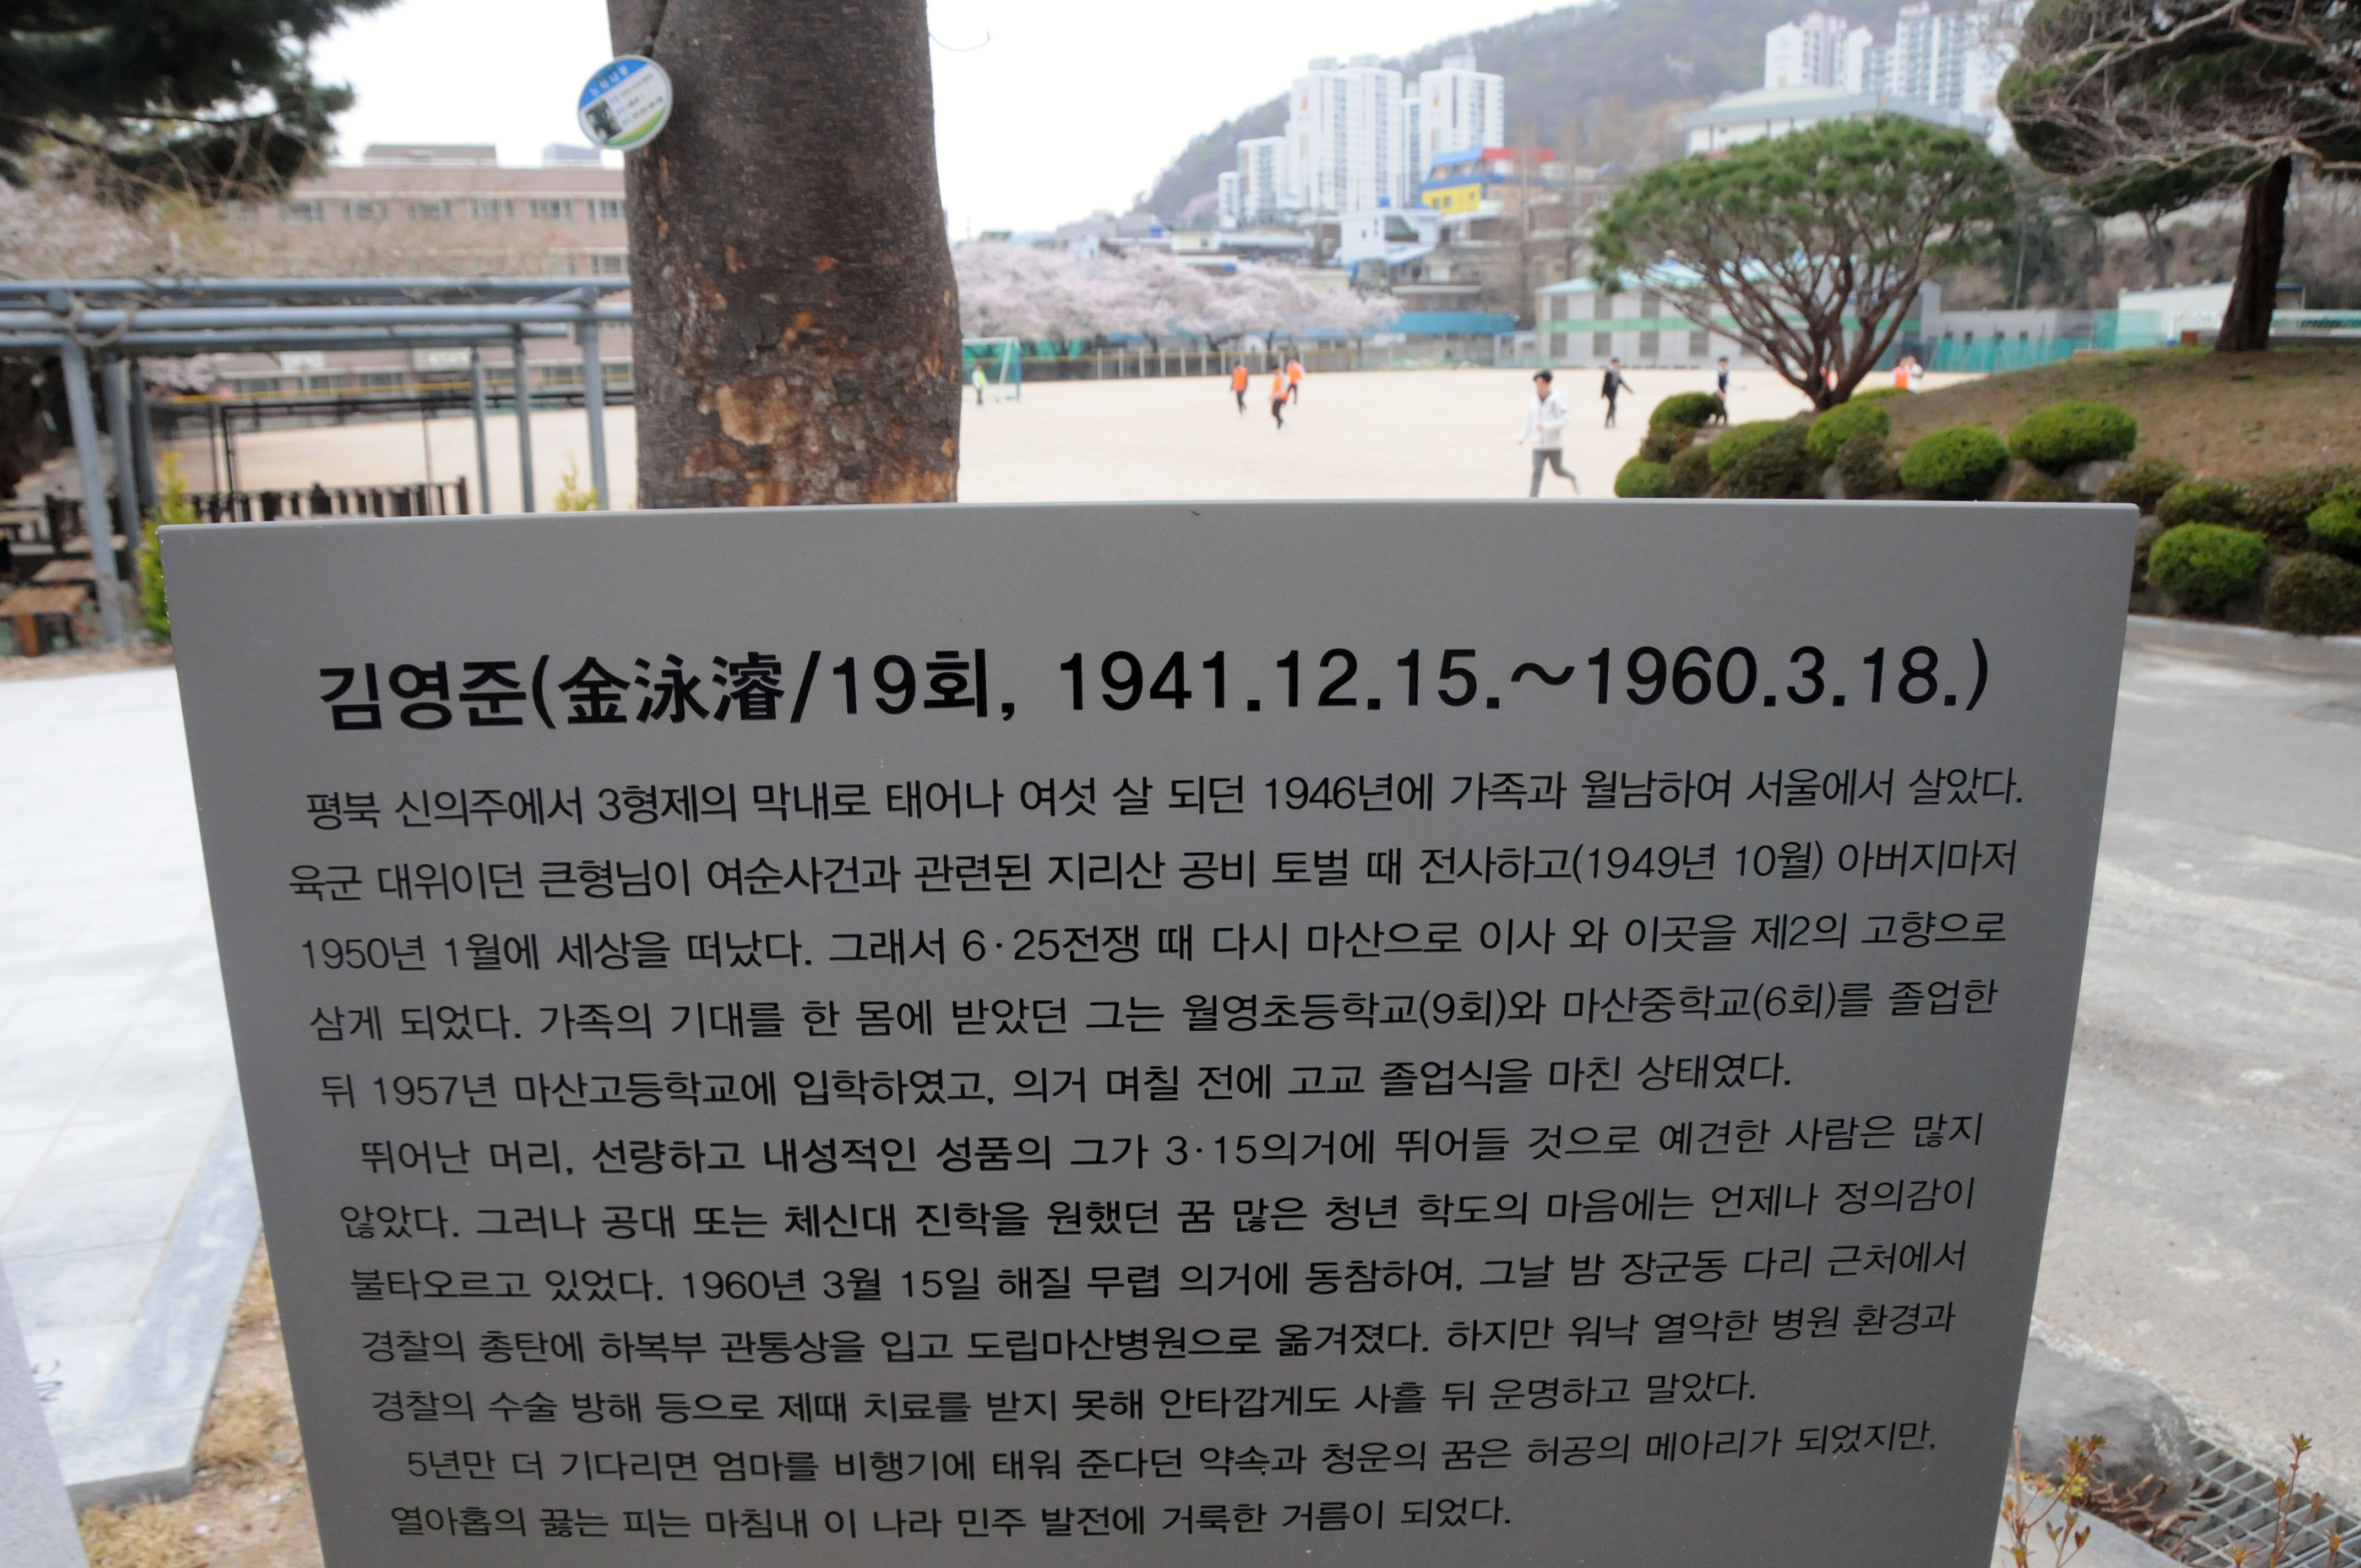 노각나무
김영준(金泳濬/19회, 1941.12.15.~1960.3.18.)
평북 신의주에서 3형제의 막내로 태어나 여섯 살 되던 1946년에 가족과 월남하여 서울에서 살았다.
육군 대위이던 큰형님이 여순사건과 관련된 지리산 공비 토벌 때 전사하고(1949년 10월) 아버지마저
1950년 1월에 세상을 떠났다. 그래서 6·25전쟁 때 다시 마산으로 이사 와 이곳을 제2의 고향으로
삼게 되었다. 가족의 기대를 한 몸에 받았던 그는 월영초등학교(9회)와 마산중학교(6회)를 졸업한
뒤 1957년 마산고등학교에 입학하였고, 의거 며칠 전에 고교 졸업식을 마친 상태였다.
뛰어난 머리, 선량하고 내성적인 성품의 그가 3·15의거에 뛰어들 것으로 예견한 사람은 많지
않았다. 그러나 공대 또는 체신대 진학을 원했던 꿈 많은 청년 학도의 마음에는 언제나 정의감이
불타오르고 있었다. 1960년 3월 15일 해질 무렵 의거에 동참하여, 그날 밤 장군동 다리 근처에서
경찰의 총탄에 하복부 관통상을 입고 도립마산병원으로 옮겨졌다. 하지만 워낙 열악한 병원 환경과
경찰의 수술 방해 등으로 제때 치료를 받지 못해 안타깝게도 사흘 뒤 운명하고 말았다.
5년만 더 기다리면 엄마를 비행기에 태워 준다던 약속과 청운의 꿈은 허공의 메아리가 되었지만,
열아홉의 끓는 피는 마침내 이 나라 민주 발전에 거룩한 거름이 되었다.